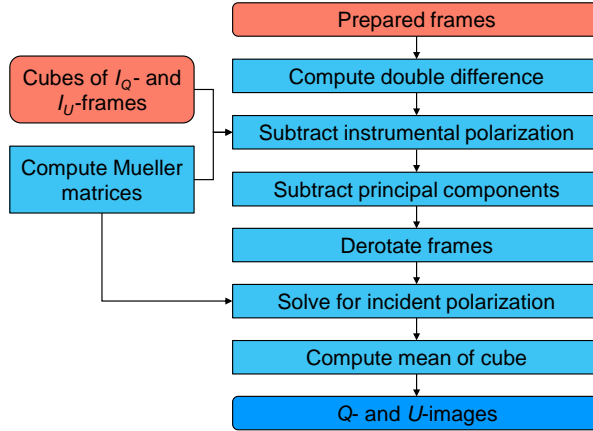 Prepared frames
Cubes of I_Q- and
I_U-frames
Compute double difference
Subtract instrumental polarization
Compute Mueller
matrices
Subtract principal components
Derotate frames
Solve for incident polarization
Compute mean of cube
Q- and U-images